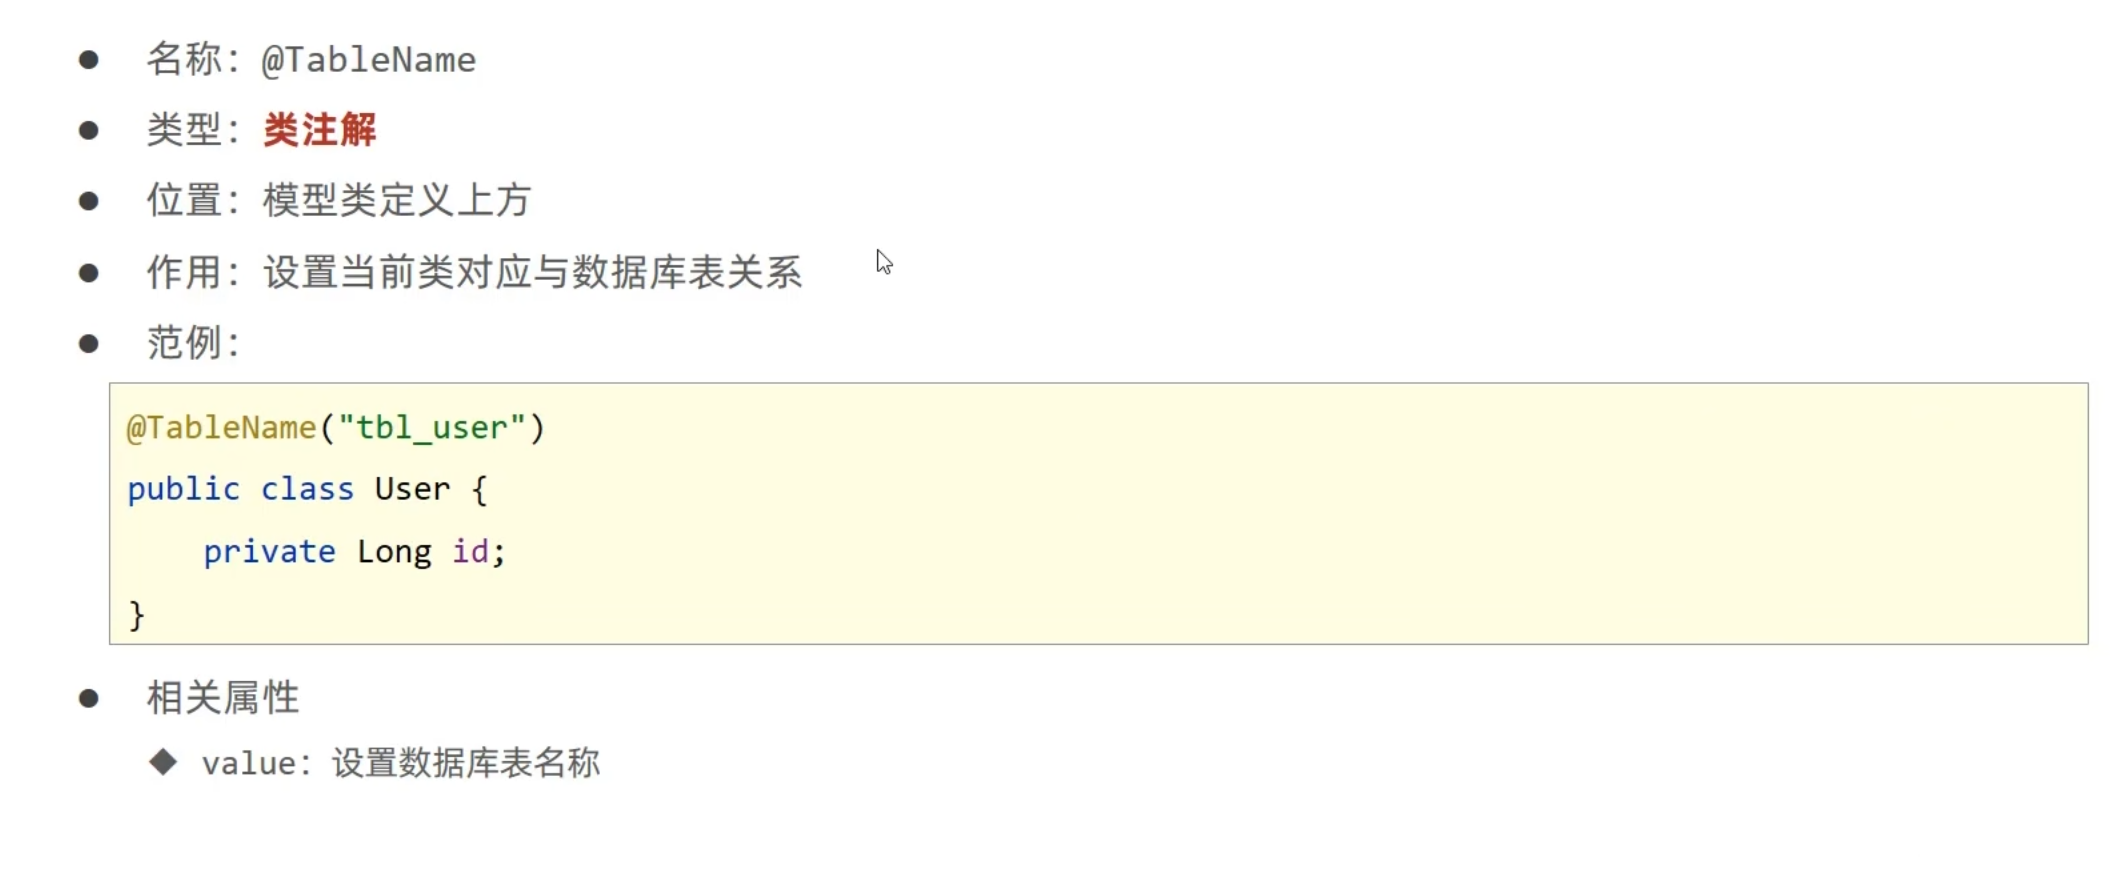 ● 名称：@TableName
● 类型：类注解
● 位置：模型类定义上方
● 作用：设置当前类对应与数据库表关系
● 范例：
@TableName("tbl_user")
public class User {
    private Long id;
}
● 相关属性
◆ value：设置数据库表名称